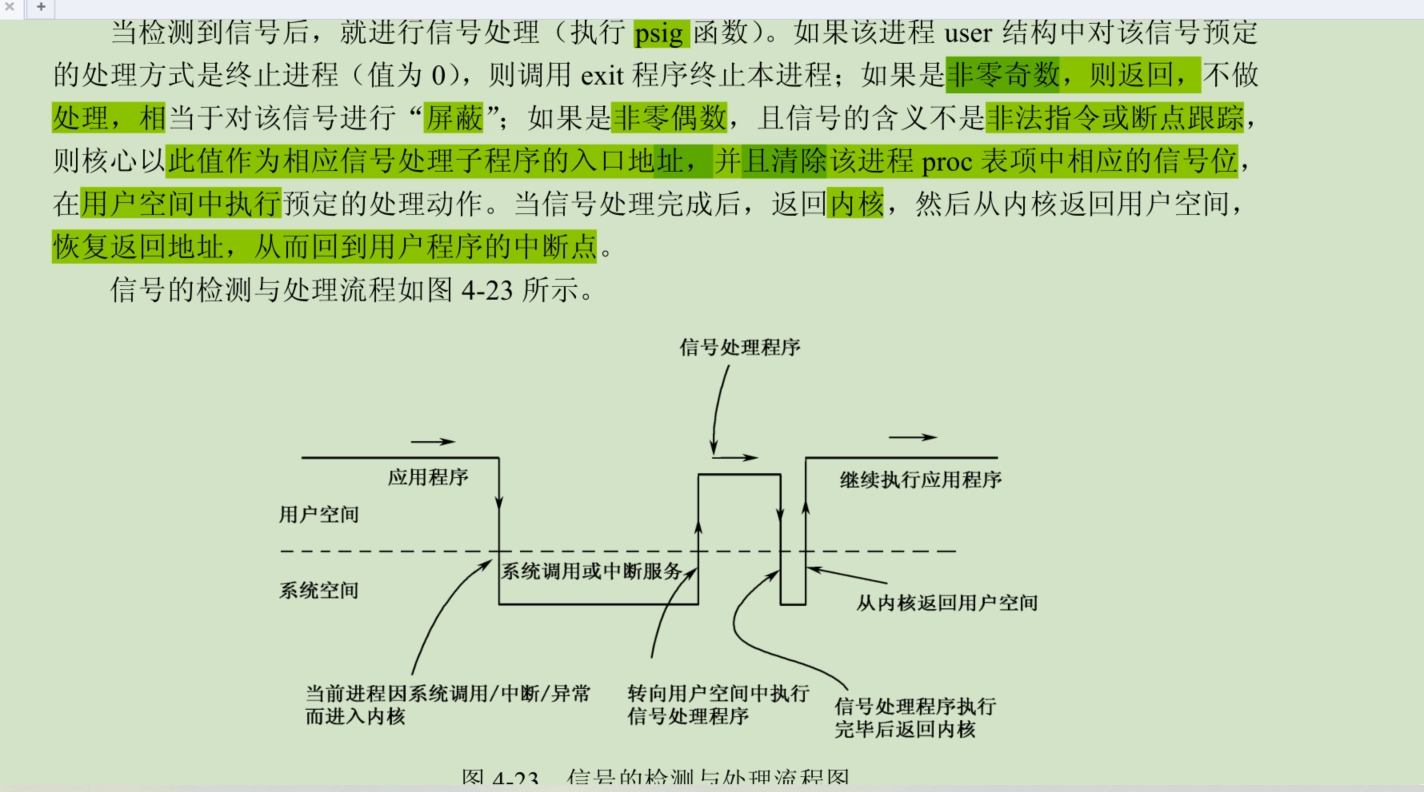 当检测到信号后，就进行信号处理（执行 psig 函数）。如果该进程 user 结构中对该信号预定
的处理方式是终止进程（值为 0），则调用 exit 程序终止本进程；如果是非零奇数，则返回，不做
处理，相当于对该信号进行“屏蔽”；如果是非零偶数，且信号的含义不是非法指令或断点跟踪，
则核心以此值作为相应信号处理子程序的入口地址，并且清除该进程 proc 表项中相应的信号位，
在用户空间中执行预定的处理动作。当信号处理完成后，返回内核，然后从内核返回用户空间，
恢复返回地址，从而回到用户程序的中断点。
信号的检测与处理流程如图 4-23 所示。
信号处理程序
应用程序
继续执行应用程序
用户空间
系统调用或中断服务
系统空间
从内核返回用户空间
当前进程因系统调用/中断/异常
而进入内核
转向用户空间中执行
信号处理程序
信号处理程序执行
完毕后返回内核
图 4-23 信号的检测与处理流程图